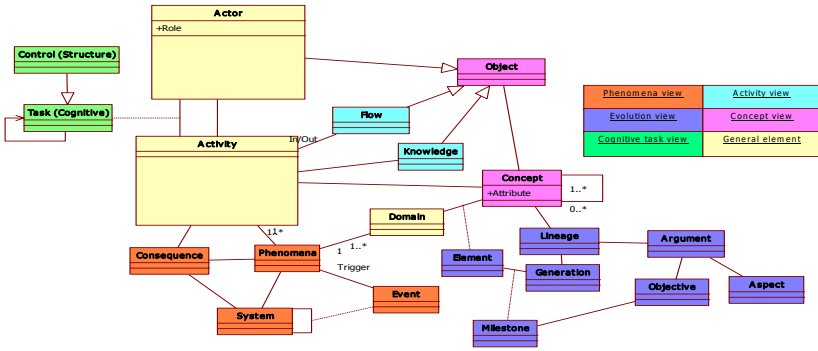 Actor
+Role
Control (Structure)
Object
Task (Cognitive)
Flow
In/Out
Activity
Knowledge
Phenomena view
Activity view
Evolution view
Concept view
Cognitive task view
General element
Concept
+Attribute
1..*
0..*
Domain
1..*
1
1..*
Trigger
Consequence
Phenomena
Element
Lineage
Generation
Argument
Objective
Aspect
Event
System
Milestone